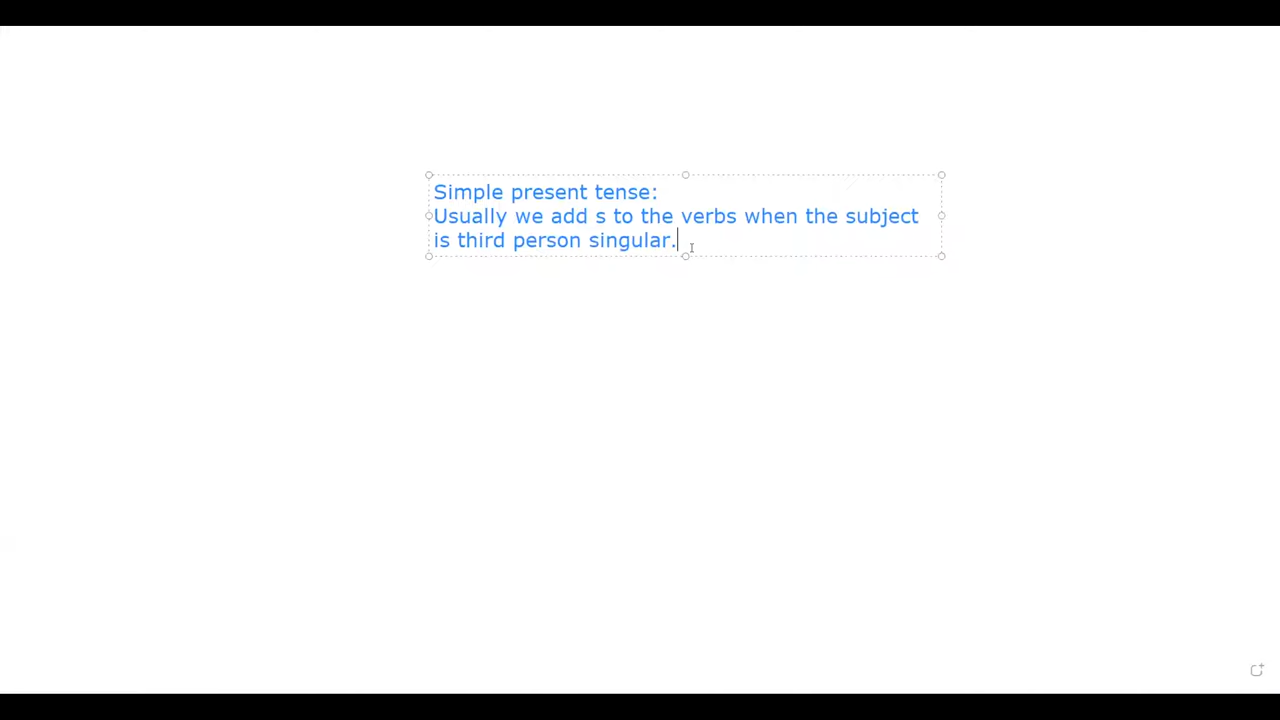 Simple present tense:
Usually we add s to the verbs when the subject
is third person singular.